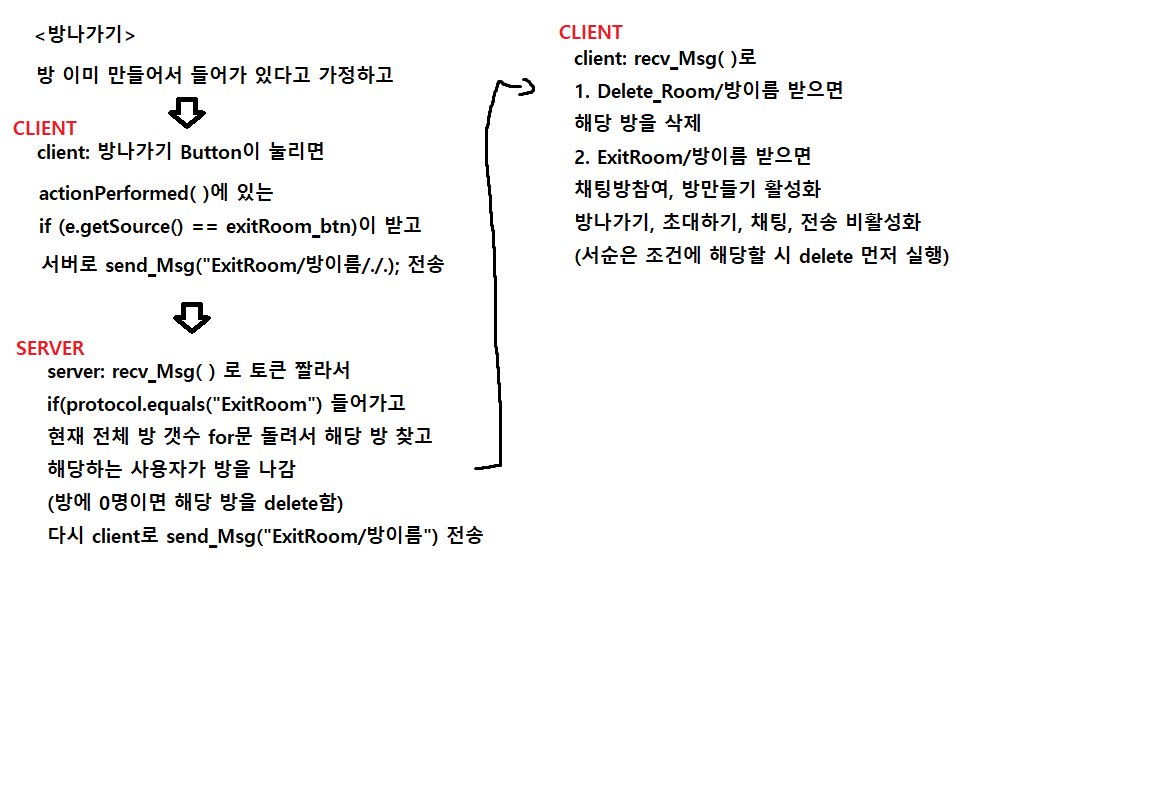 <방나가기>
방 이미 만들어서 들어가 있다고 가정하고
CLIENT
client: 방나가기 Button이 눌리면
actionPerformed( )에 있는
if (e.getSource() == exitRoom_btn)이 받고
서버로 send_Msg("ExitRoom/방이름/./.); 전송
SERVER
server: recv_Msg( ) 로 토큰 짤라서
if(protocol.equals("ExitRoom") 들어가고
현재 전체 방 갯수 for문 돌려서 해당 방 찾고
해당하는 사용자가 방을 나감
(방에 0명이면 해당 방을 delete함)
다시 client로 send_Msg("ExitRoom/방이름") 전송
CLIENT
client: recv_Msg( )로
1. Delete_Room/방이름 받으면
해당 방을 삭제
2. ExitRoom/방이름 받으면
채팅방참여, 방만들기 활성화
방나가기, 초대하기, 채팅, 전송 비활성화
(서순은 조건에 해당할 시 delete 먼저 실행)